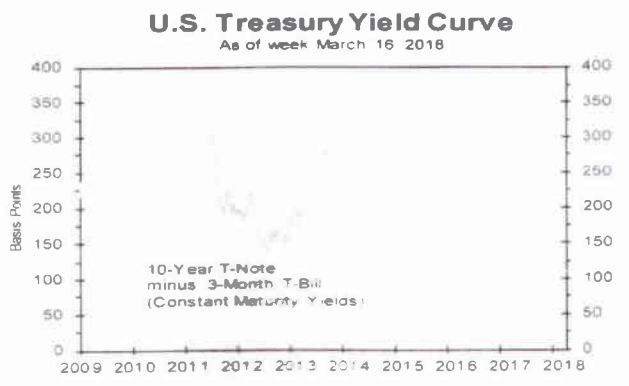 U.S. Treasury Yield Curve
As of week March 16 2018
400 400
350 350
300 300
250 250
200 200
150 150
100 100
50 50
0 0
Basis Points
10-Year T-Note
minus 3-Month T-Bill
(Constant Maturity Yields)
2009 2010 2011 2012 2013 2014 2015 2016 2017 2018